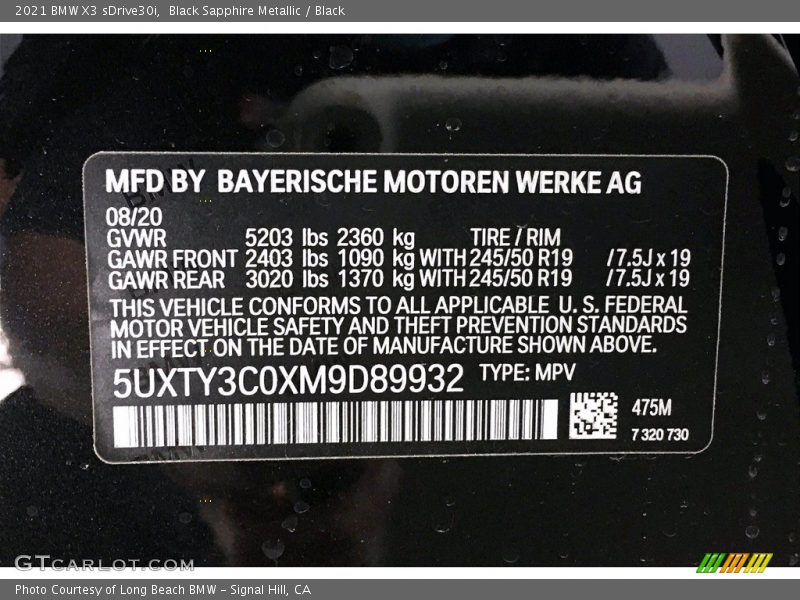 2021 BMW X3 sDrive30i, Black Sapphire Metallic / Black
MFD BY BAYERISCHE MOTOREN WERKE AG
08/20
GVWR 5203 lbs 2360 kg TIRE / RIM
GAWR FRONT 2403 lbs 1090 kg WITH 245/50 R19 /7.5J x 19
GAWR REAR 3020 lbs 1370 kg WITH 245/50 R19 /7.5J x 19
THIS VEHICLE CONFORMS TO ALL APPLICABLE U. S. FEDERAL
MOTOR VEHICLE SAFETY AND THEFT PREVENTION STANDARDS
IN EFFECT ON THE DATE OF MANUFACTURE SHOWN ABOVE.
5UXTY3C0XM9D89932 TYPE: MPV
475M
7 320 730
GTCARLOT.COM
Photo Courtesy of Long Beach BMW - Signal Hill, CA